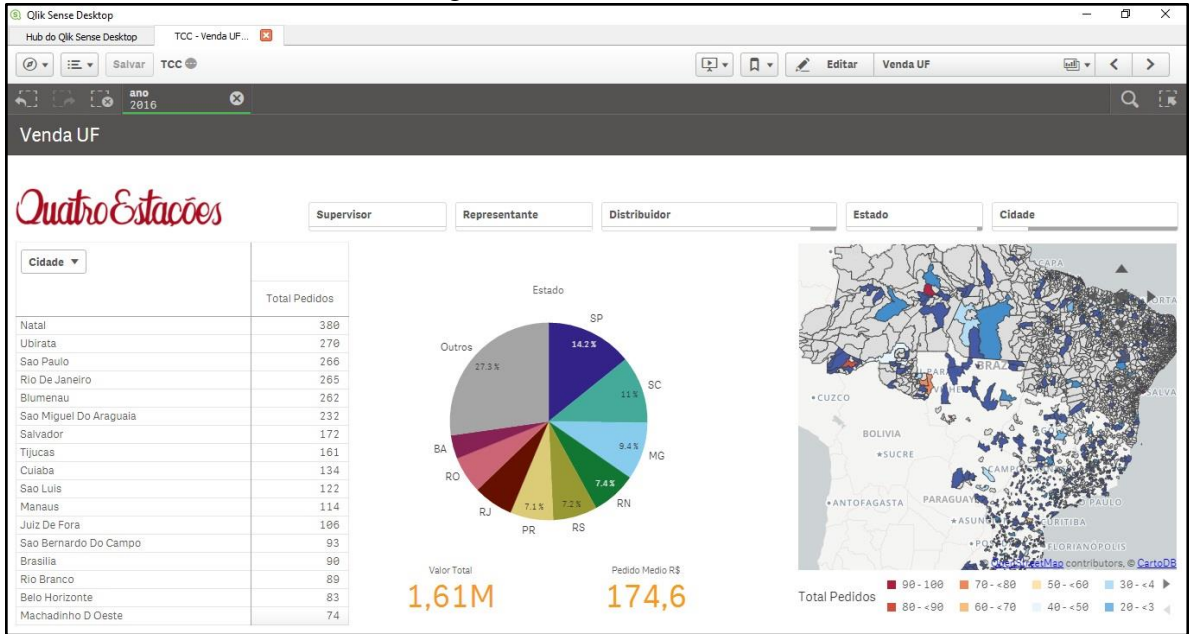 Qlik Sense Desktop
Hub do Qlik Sense Desktop TCC - Venda UF...
Salvar TCC Editar Venda UF
ano
2016
Venda UF
Quatro Estações
Supervisor Representante Distribuidor Estado Cidade
Cidade
Total Pedidos
Natal 380
Ubirata 270
Sao Paulo 266
Rio De Janeiro 265
Blumenau 262
Sao Miguel Do Araguaia 232
Salvador 172
Tijucas 161
Cuiaba 134
Sao Luis 122
Manaus 114
Juiz De Fora 106
Sao Bernardo Do Campo 93
Brasilia 90
Rio Branco 89
Belo Horizonte 83
Machadinho D Oeste 74
Estado
SP
14.2%
SC
11%
MG
9.4%
RN
7.4%
RS
7.2%
PR
7.1%
RJ
RO
BA
Outros
27.3%
Valor Total
1,61M
Pedido Medio R$
174,6
CUZCO
BOLIVIA
SUCRE
ANTOFAGASTA
PARAGUAY
CURITIBA
FLORIANÓPOLIS
© OpenStreetMap contributors, © CartoDB
Total Pedidos
90-100 70-<80 50-<60 30-<4
80-<90 60-<70 40-<50 20-<3